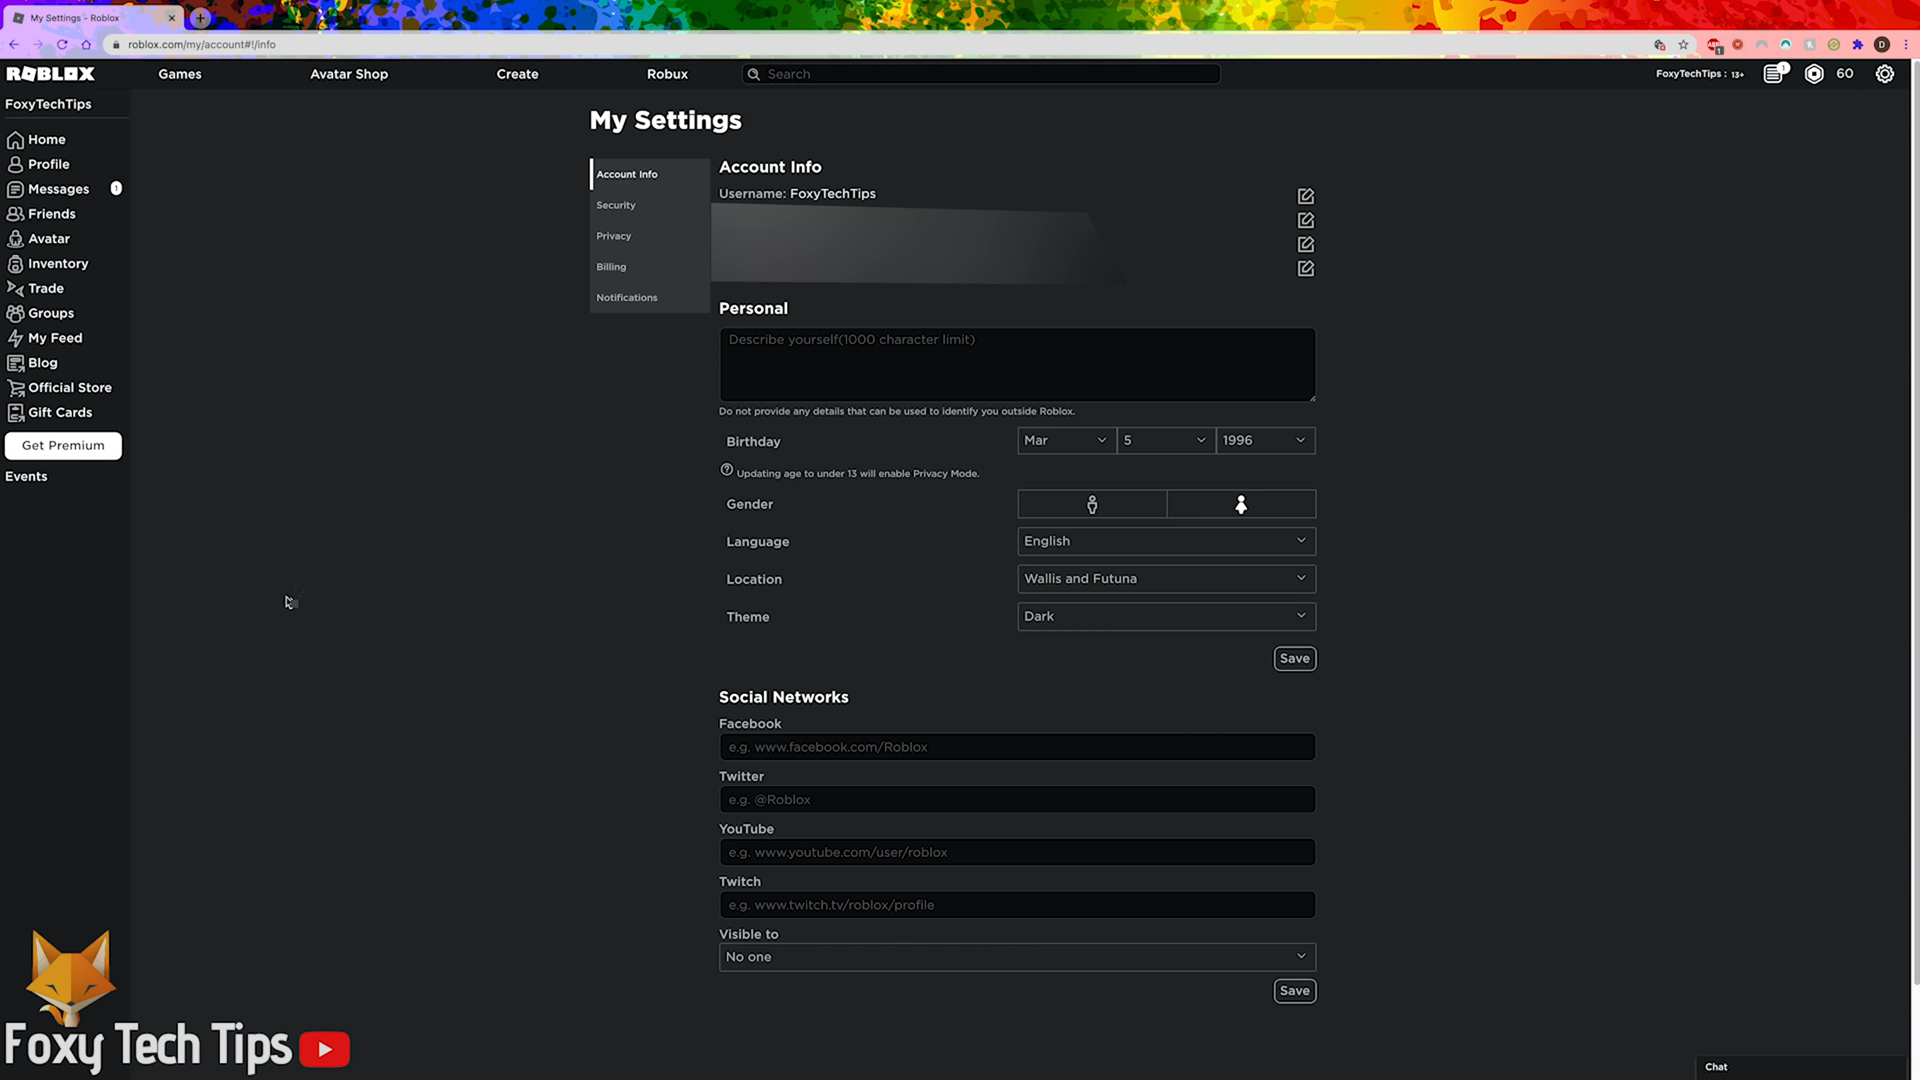 My Settings - Roblox
roblox.com/my/account#!/info
ROBLOX
Games
Avatar Shop
Create
Robux
Search
FoxyTechTips : 13+
1
60
FoxyTechTips
Home
Profile
Messages 1
Friends
Avatar
Inventory
Trade
Groups
My Feed
Blog
Official Store
Gift Cards
Get Premium
Events
My Settings
Account Info
Security
Privacy
Billing
Notifications
Account Info
Username: FoxyTechTips
Personal
Describe yourself(1000 character limit)
Do not provide any details that can be used to identify you outside Roblox.
Birthday Mar 5 1996
Updating age to under 13 will enable Privacy Mode.
Gender
Language English
Location Wallis and Futuna
Theme Dark
Save
Social Networks
Facebook
e.g. www.facebook.com/Roblox
Twitter
e.g. @Roblox
YouTube
e.g. www.youtube.com/user/roblox
Twitch
e.g. www.twitch.tv/roblox/profile
Visible to
No one
Save
Foxy Tech Tips
Chat